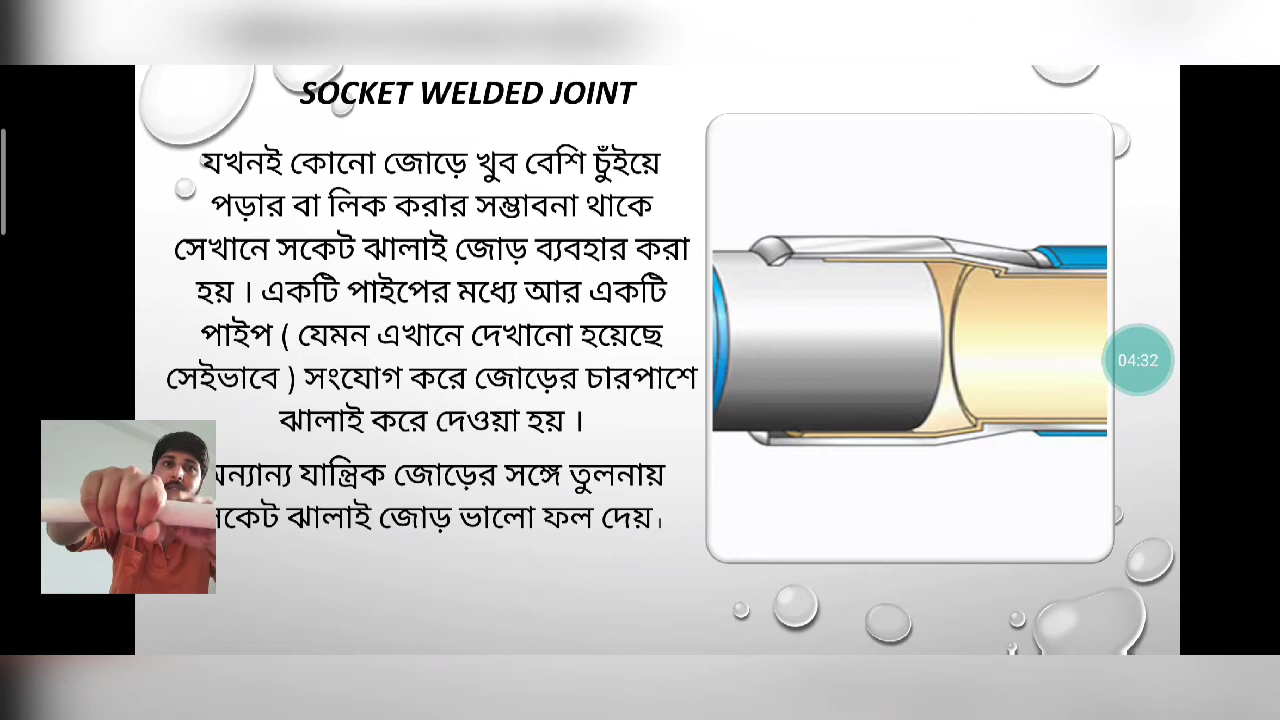 SOCKET WELDED JOINT
যখনই কোনো জোড়ে খুব বেশি চুঁইয়ে
পড়ার বা লিক করার সম্ভাবনা থাকে
সেখানে সকেট ঝালাই জোড় ব্যবহার করা
হয় । একটি পাইপের মধ্যে আর একটি
পাইপ ( যেমন এখানে দেখানো হয়েছে
সেইভাবে ) সংযোগ করে জোড়ের চারপাশে
ঝালাই করে দেওয়া হয় ।
যান্ত্রিক জোড়ের সঙ্গে তুলনায়
ঝালাই জোড় ভালো ফল দেয়।
04:32